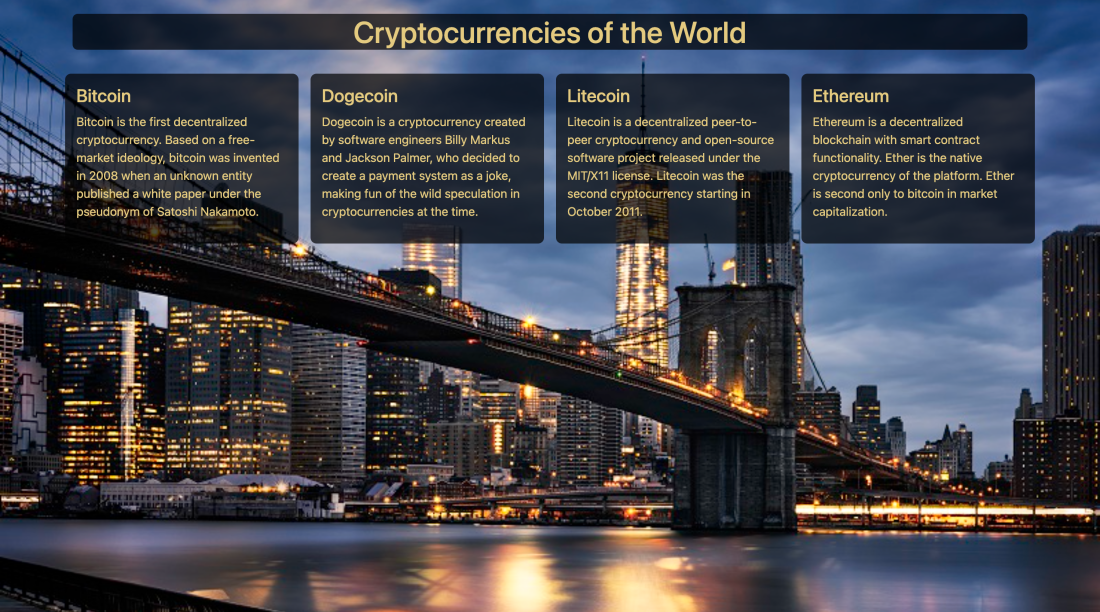 Cryptocurrencies of the World
Bitcoin
Bitcoin is the first decentralized
cryptocurrency. Based on a free-
market ideology, bitcoin was invented
in 2008 when an unknown entity
published a white paper under the
pseudonym of Satoshi Nakamoto.
Dogecoin
Dogecoin is a cryptocurrency created
by software engineers Billy Markus
and Jackson Palmer, who decided to
create a payment system as a joke,
making fun of the wild speculation in
cryptocurrencies at the time.
Litecoin
Litecoin is a decentralized peer-to-
peer cryptocurrency and open-source
software project released under the
MIT/X11 license. Litecoin was the
second cryptocurrency starting in
October 2011.
Ethereum
Ethereum is a decentralized
blockchain with smart contract
functionality. Ether is the native
cryptocurrency of the platform. Ether
is second only to bitcoin in market
capitalization.